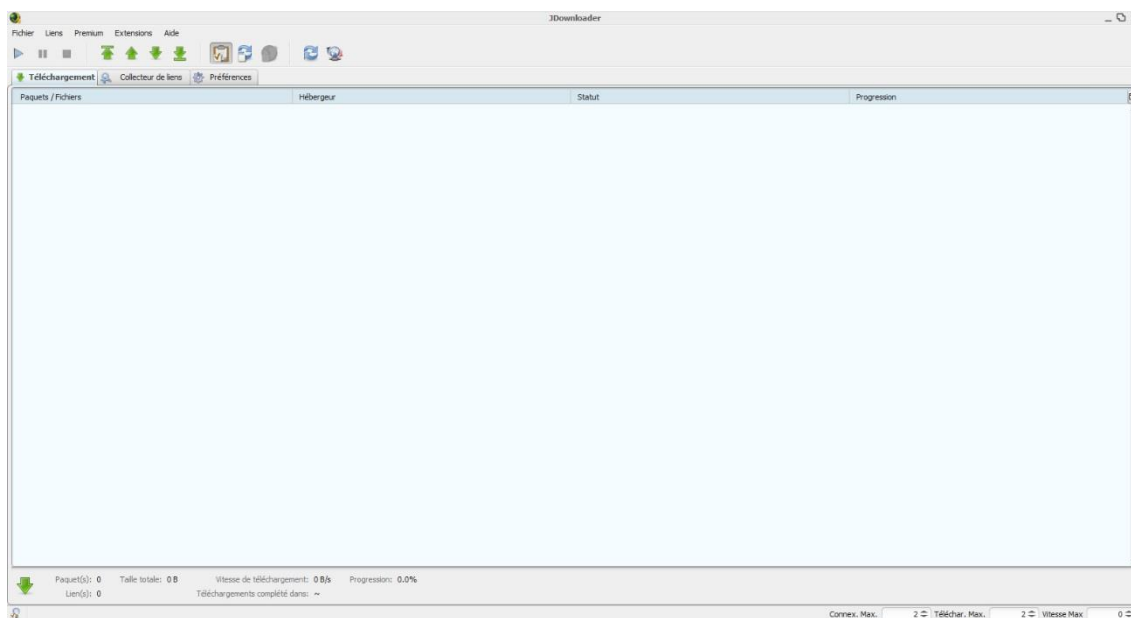 JDownloader
Fichier Liens Premium Extensions Aide
Téléchargement Collecteur de liens Préférences
Paquets / Fichiers Hébergeur Statut Progression
Paquet(s): 0 Taille totale: 0 B Vitesse de téléchargement: 0 B/s Progression: 0.0%
Lien(s): 0 Téléchargements complété dans: ~
Connex. Max. 2 Téléchar. Max. 2 Vitesse Max 0